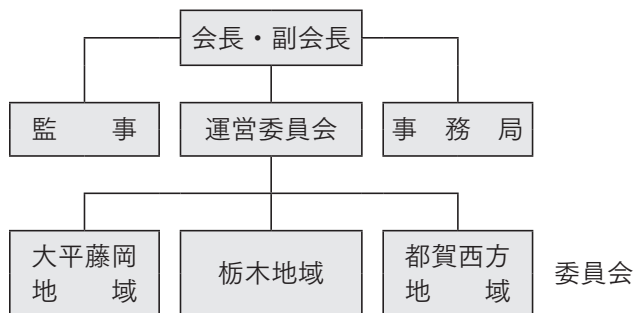 会長・副会長
監　　事
運営委員会
事　務　局
大平藤岡
地　　域
栃木地域
都賀西方
地　　域
委員会